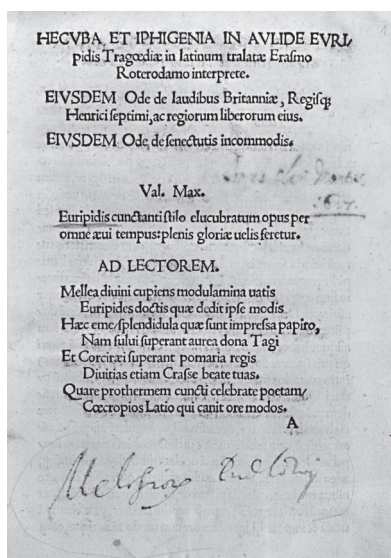 HECVBA, ET IPHIGENIA IN AVLIDE EVRI,
pidis Tragœdiæ in latinum tralatæ Erasmo
Roterodamo interprete.
EIVSDEM Ode de laudibus Britanniæ, Regisq;
Henrici septimi, ac regiorum liberorum eius.
EIVSDEM Ode, de senectutis incommodis.
Val. Max.
Euripidis cunctanti stilo elucubratum opus per
omne æui tempus: plenis gloriæ uelis feretur.
AD LECTOREM.
Mellea diuini cupiens modulamina uatis
Euripides doctis quæ dedit ipse modis
Hæc eme/splendidula quæ sunt impressa papiro,
Nam sului superant aurea dona Tagi
Et Corciræi superant pomaria regis
Diuitias etiam Crasse beate tuas.
Quare prothermem cuncti celebrate poetam/
Cœcropios Latio qui canit ore modos.
A